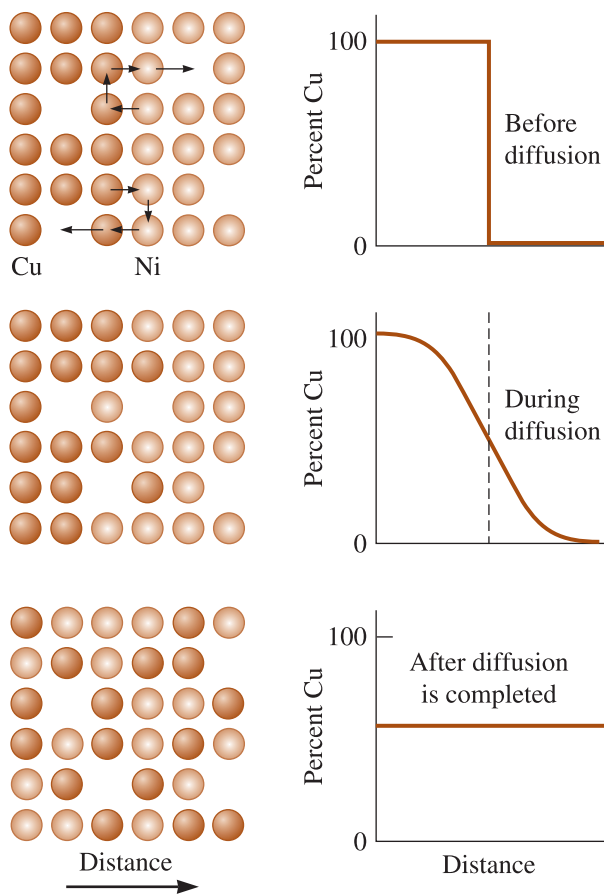 Cu
Ni
Percent Cu
100
0
Before
diffusion
Percent Cu
100
0
During
diffusion
Percent Cu
100
0
After diffusion
is completed
Distance
Distance